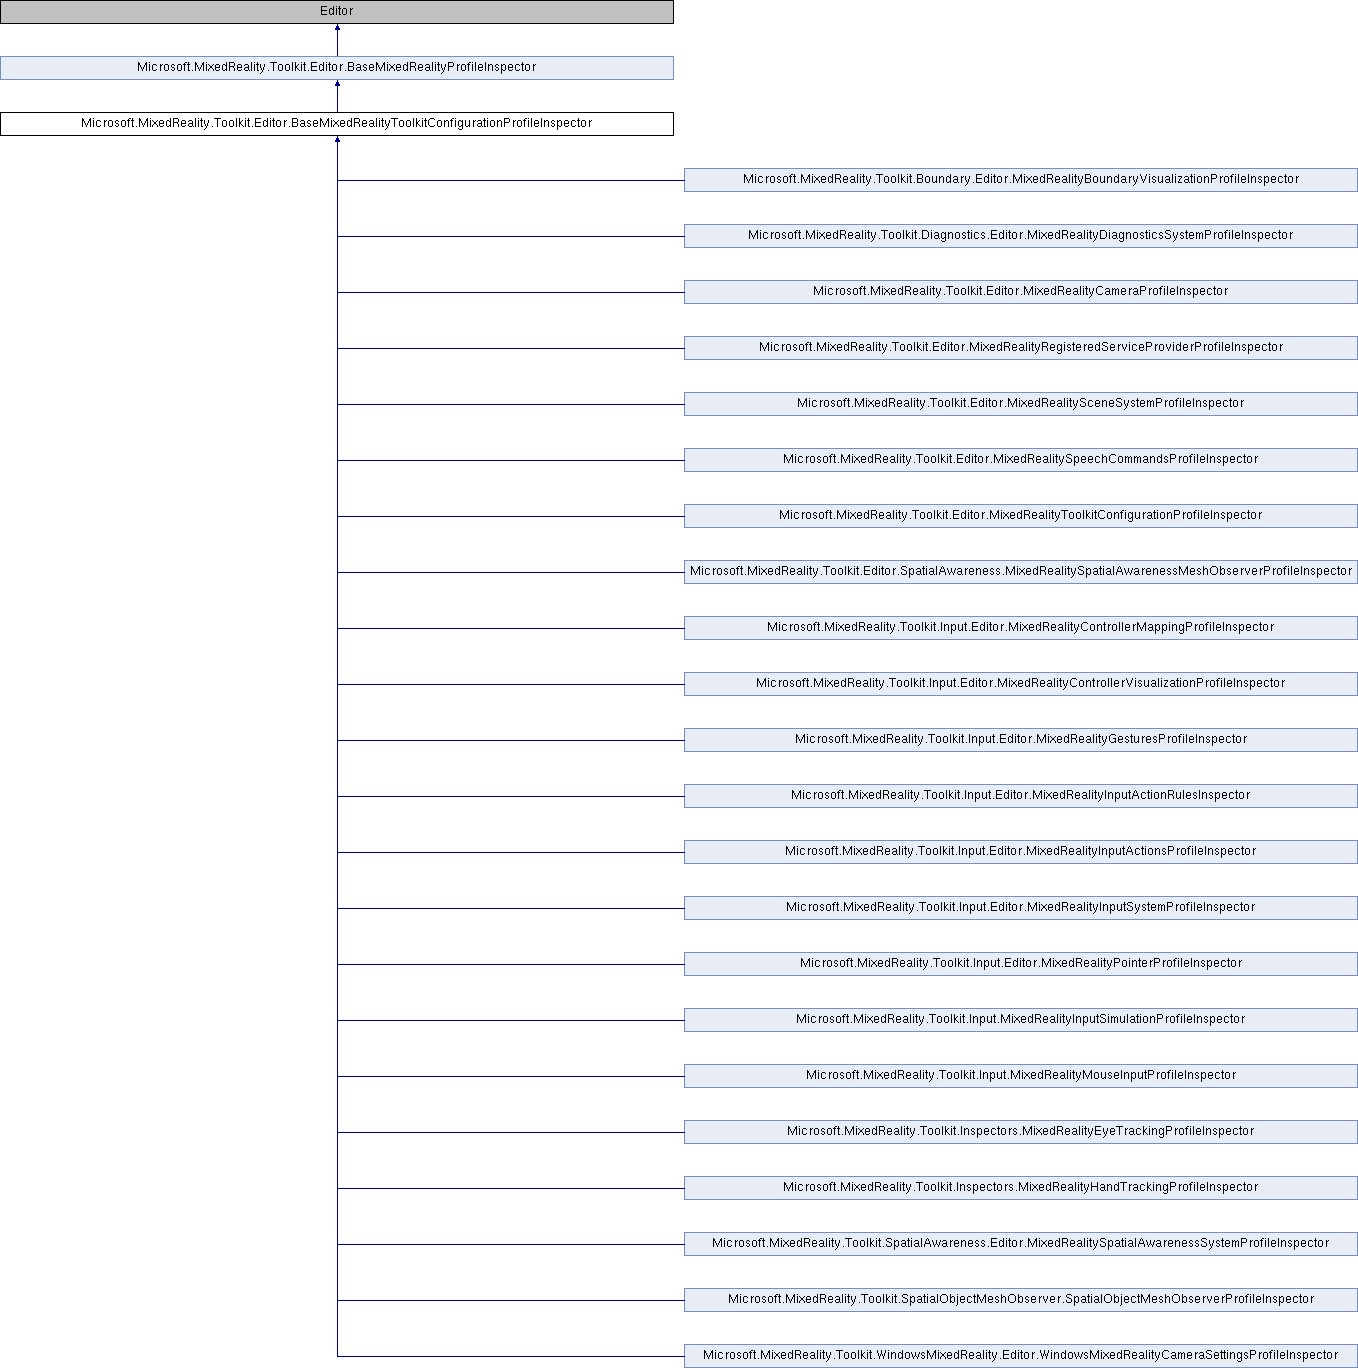 Editor
Microsoft.MixedReality.Toolkit.Editor.BaseMixedRealityProfileInspector
Microsoft.MixedReality.Toolkit.Editor.BaseMixedRealityToolkitConfigurationProfileInspector
Microsoft.MixedReality.Toolkit.Boundary.Editor.MixedRealityBoundaryVisualizationProfileInspector
Microsoft.MixedReality.Toolkit.Diagnostics.Editor.MixedRealityDiagnosticsSystemProfileInspector
Microsoft.MixedReality.Toolkit.Editor.MixedRealityCameraProfileInspector
Microsoft.MixedReality.Toolkit.Editor.MixedRealityRegisteredServiceProviderProfileInspector
Microsoft.MixedReality.Toolkit.Editor.MixedRealitySceneSystemProfileInspector
Microsoft.MixedReality.Toolkit.Editor.MixedRealitySpeechCommandsProfileInspector
Microsoft.MixedReality.Toolkit.Editor.MixedRealityToolkitConfigurationProfileInspector
Microsoft.MixedReality.Toolkit.Editor.SpatialAwareness.MixedRealitySpatialAwarenessMeshObserverProfileInspector
Microsoft.MixedReality.Toolkit.Input.Editor.MixedRealityControllerMappingProfileInspector
Microsoft.MixedReality.Toolkit.Input.Editor.MixedRealityControllerVisualizationProfileInspector
Microsoft.MixedReality.Toolkit.Input.Editor.MixedRealityGesturesProfileInspector
Microsoft.MixedReality.Toolkit.Input.Editor.MixedRealityInputActionRulesInspector
Microsoft.MixedReality.Toolkit.Input.Editor.MixedRealityInputActionsProfileInspector
Microsoft.MixedReality.Toolkit.Input.Editor.MixedRealityInputSystemProfileInspector
Microsoft.MixedReality.Toolkit.Input.Editor.MixedRealityPointerProfileInspector
Microsoft.MixedReality.Toolkit.Input.MixedRealityInputSimulationProfileInspector
Microsoft.MixedReality.Toolkit.Input.MixedRealityMouseInputProfileInspector
Microsoft.MixedReality.Toolkit.Inspectors.MixedRealityEyeTrackingProfileInspector
Microsoft.MixedReality.Toolkit.Inspectors.MixedRealityHandTrackingProfileInspector
Microsoft.MixedReality.Toolkit.SpatialAwareness.Editor.MixedRealitySpatialAwarenessSystemProfileInspector
Microsoft.MixedReality.Toolkit.SpatialObjectMeshObserver.SpatialObjectMeshObserverProfileInspector
Microsoft.MixedReality.Toolkit.WindowsMixedReality.Editor.WindowsMixedRealityCameraSettingsProfileInspector